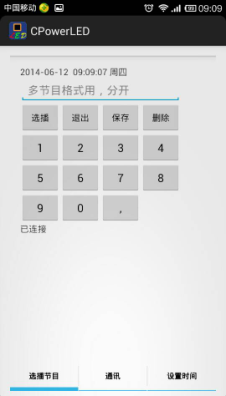 中国移动 09:09
CPowerLED
2014-06-12 09:09:07 周四
多节目格式用，分开
选播 退出 保存 删除
1 2 3 4
5 6 7 8
9 0 ,
已连接
选播节目 通讯 设置时间